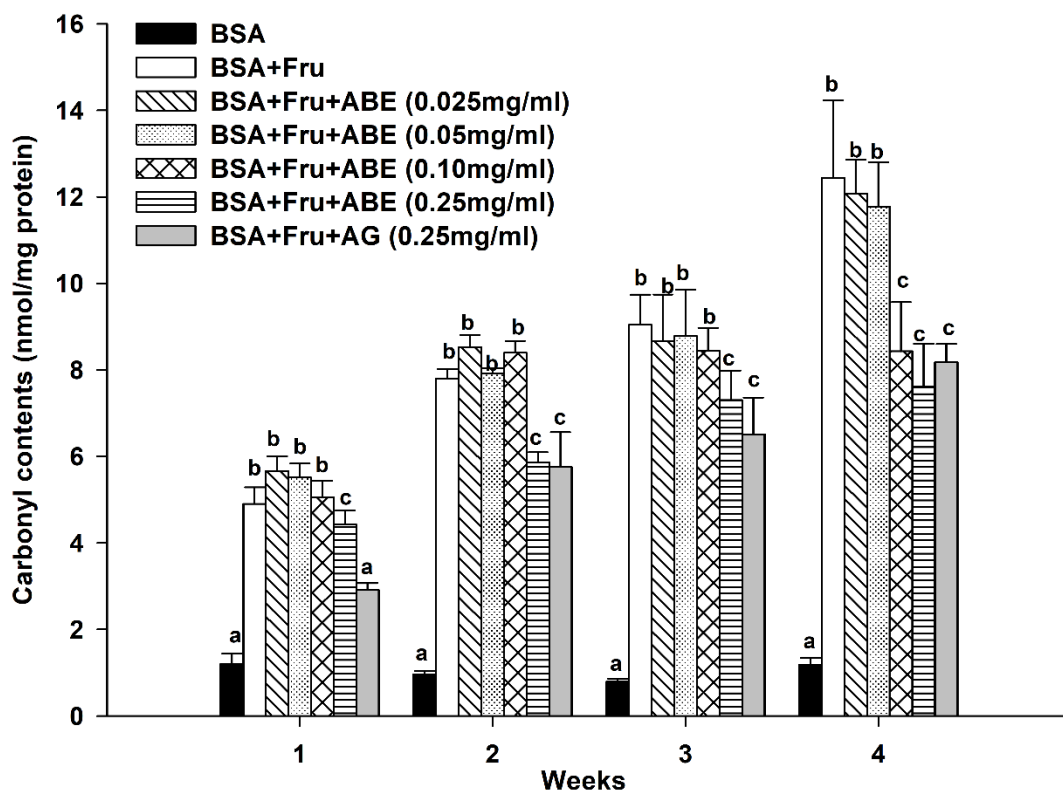 Carbonyl contents (nmol/mg protein)
16
14
12
10
8
6
4
2
0
BSA
BSA+Fru
BSA+Fru+ABE (0.025mg/ml)
BSA+Fru+ABE (0.05mg/ml)
BSA+Fru+ABE (0.10mg/ml)
BSA+Fru+ABE (0.25mg/ml)
BSA+Fru+AG (0.25mg/ml)
a b b b b c a
a b b b b c c
a b b b b c c
a b b b c c c
1 2 3 4
Weeks